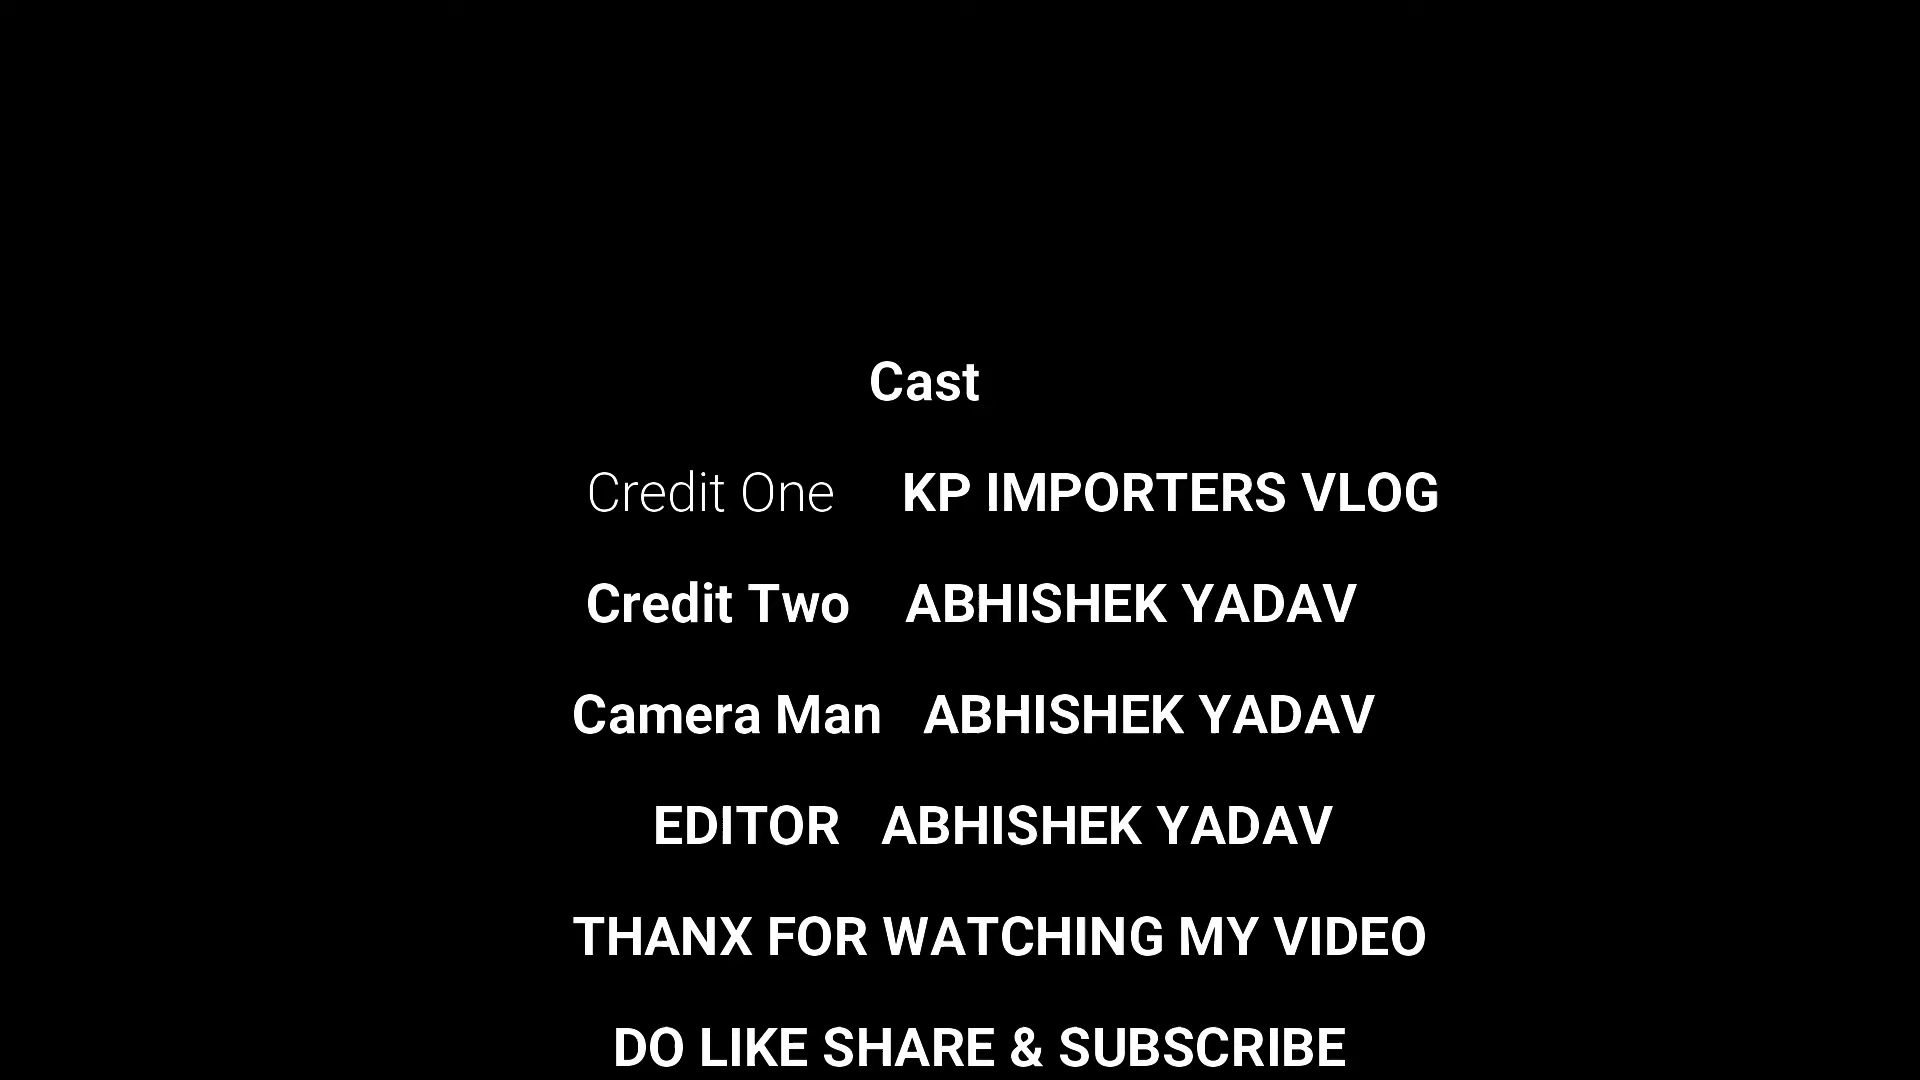 Cast
Credit One KP IMPORTERS VLOG
Credit Two ABHISHEK YADAV
Camera Man ABHISHEK YADAV
EDITOR ABHISHEK YADAV
THANX FOR WATCHING MY VIDEO
DO LIKE SHARE & SUBSCRIBE